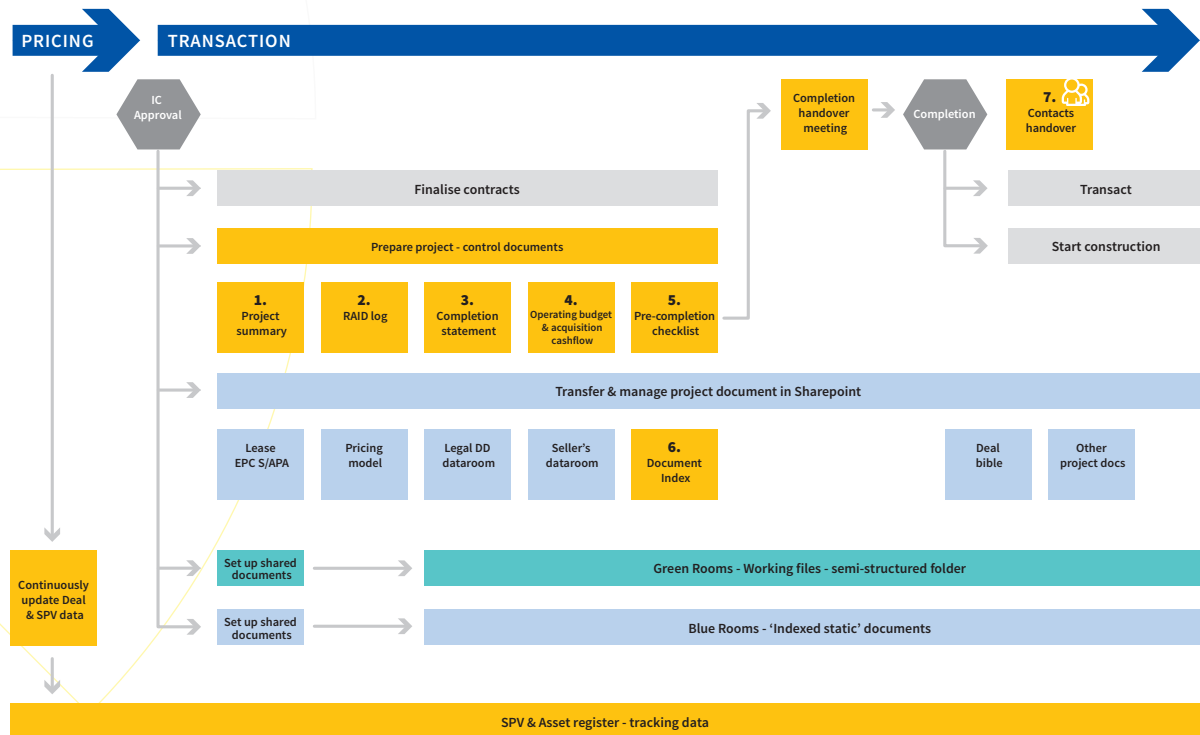 PRICING
TRANSACTION
IC
Approval
Completion
handover
meeting
Completion
7.
Contacts
handover
Finalise contracts
Transact
Prepare project - control documents
Start construction
1.
Project
summary
2.
RAID log
3.
Completion
statement
4.
Operating budget
& acquisition
cashflow
5.
Pre-completion
checklist
Transfer & manage project document in Sharepoint
Lease
EPC S/APA
Pricing
model
Legal DD
dataroom
Seller’s
dataroom
6.
Document
Index
Deal
bible
Other
project docs
Continuously
update Deal
& SPV data
Set up shared
documents
Green Rooms - Working files - semi-structured folder
Set up shared
documents
Blue Rooms - ‘Indexed static’ documents
SPV & Asset register - tracking data